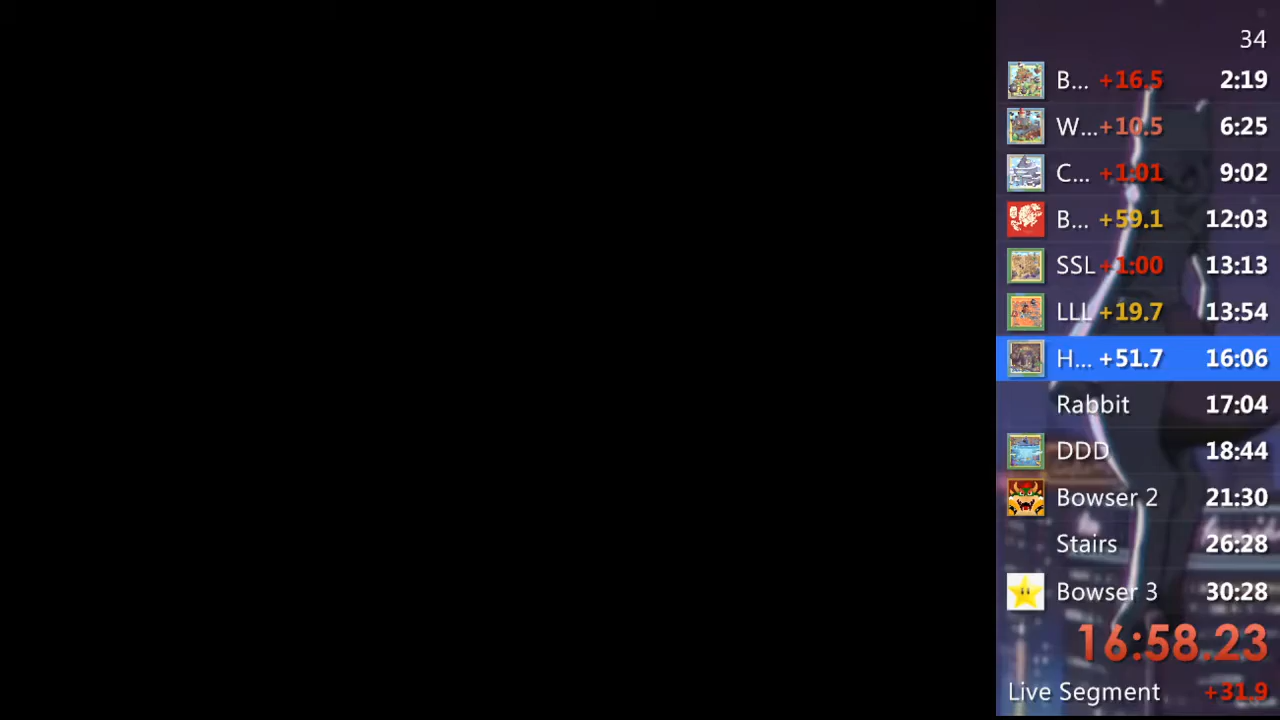 34
B... +16.5 2:19
W... +10.5 6:25
C... +1:01 9:02
B... +59.1 12:03
SSL +1:00 13:13
LLL +19.7 13:54
H... +51.7 16:06
Rabbit 17:04
DDD 18:44
Bowser 2 21:30
Stairs 26:28
Bowser 3 30:28
16:58.23
Live Segment +31.9